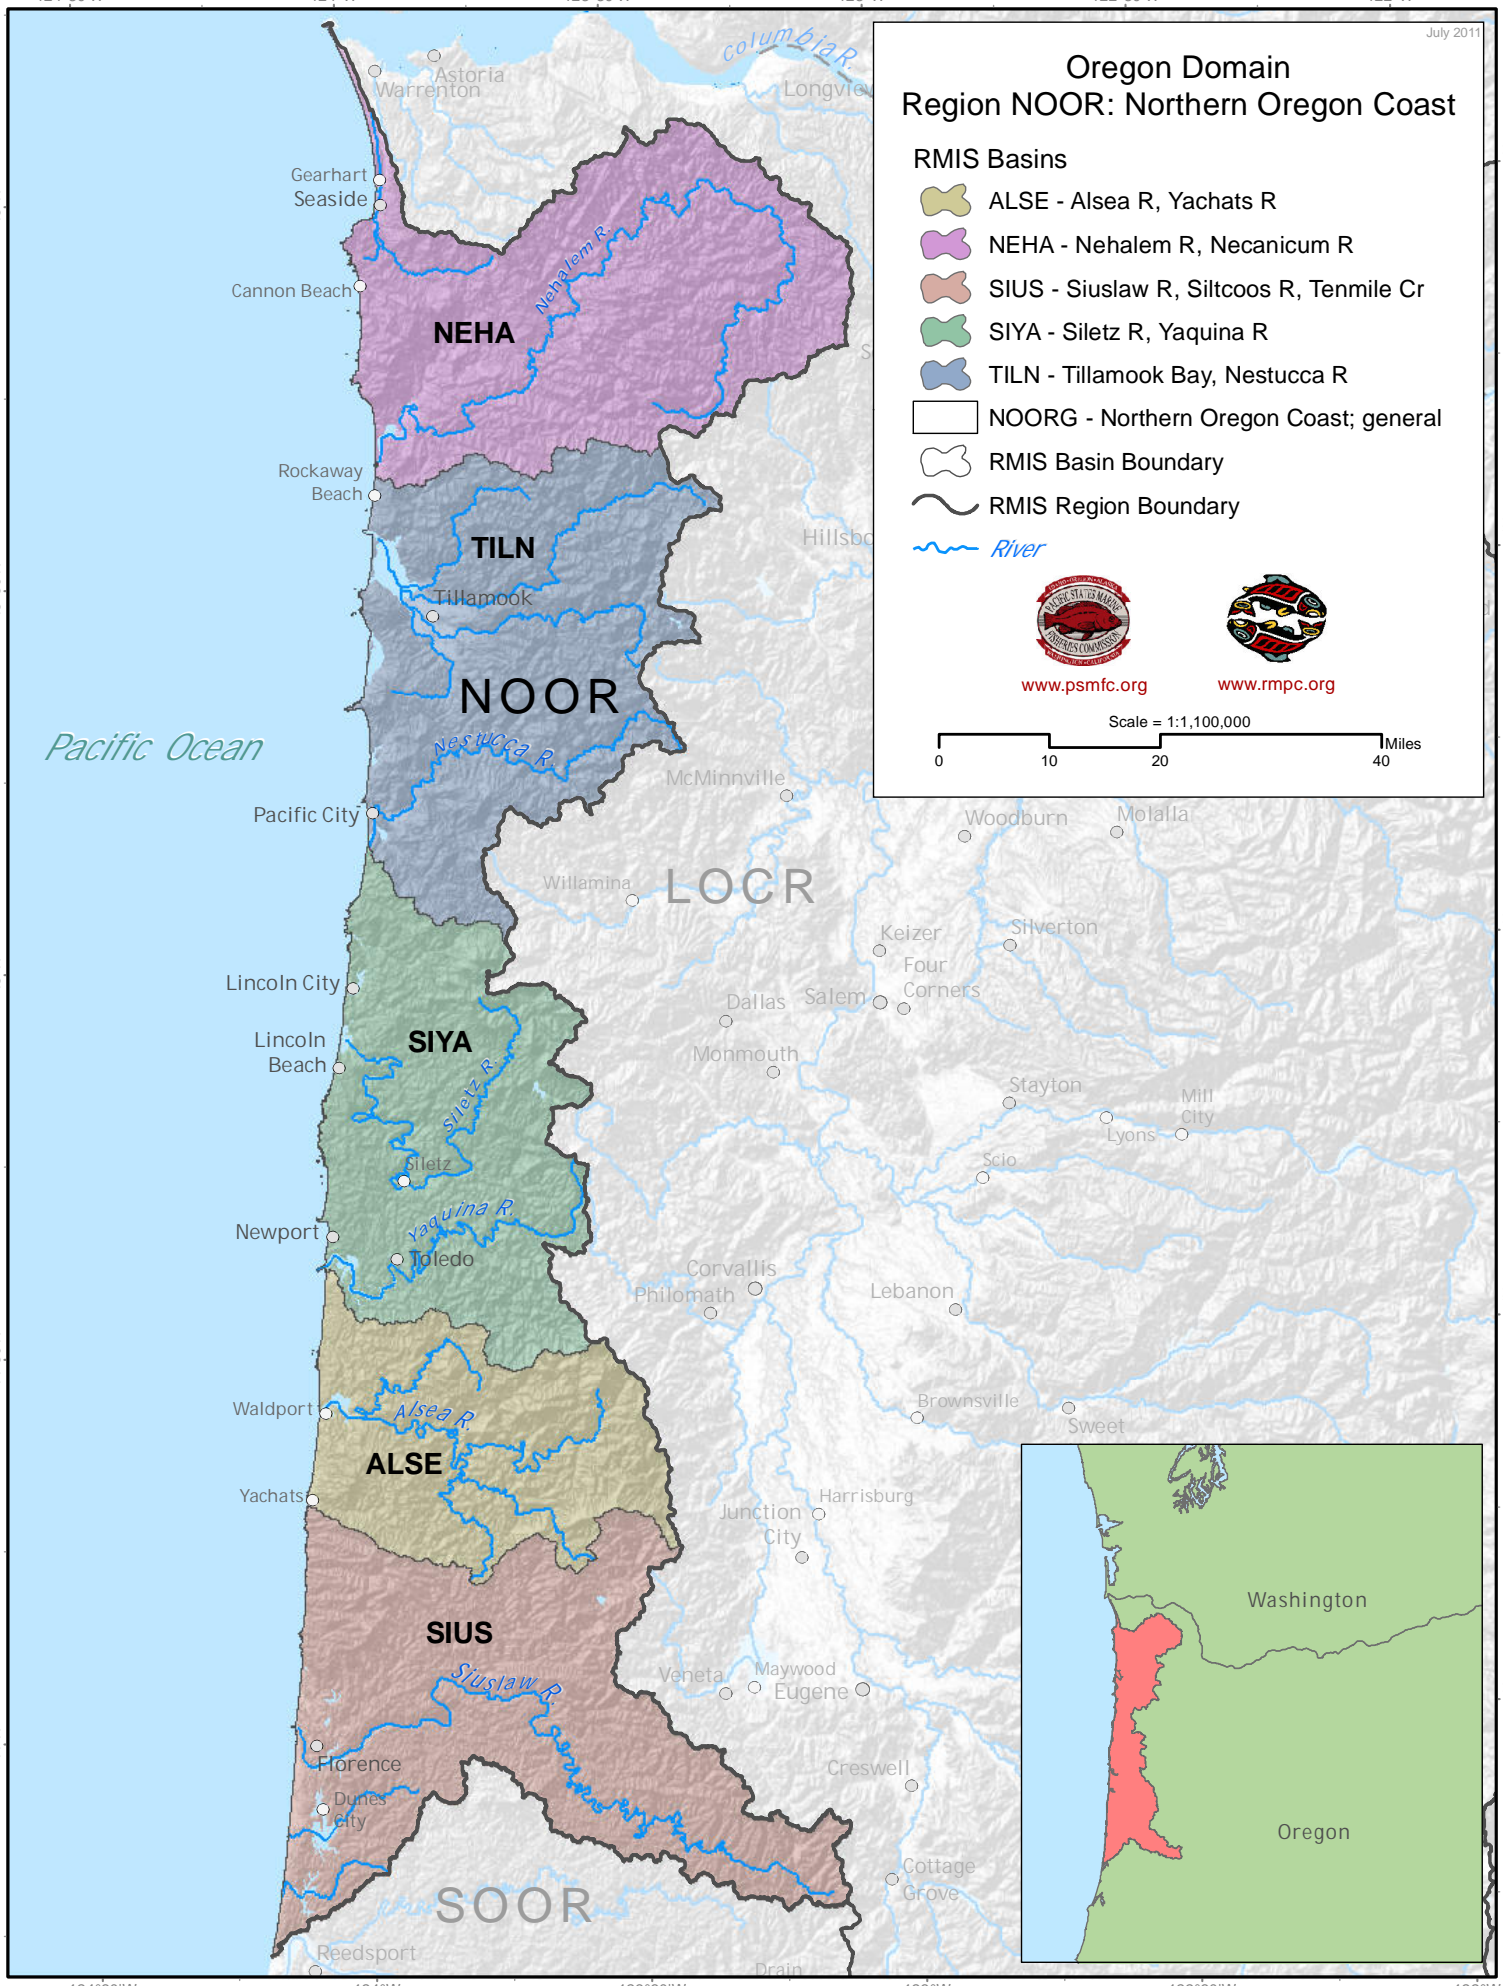 July 2011
Oregon Domain
Region NOOR: Northern Oregon Coast
RMIS Basins
ALSE - Alsea R, Yachats R
NEHA - Nehalem R, Necanicum R
SIUS - Siuslaw R, Siltcoos R, Tenmile Cr
SIYA - Siletz R, Yaquina R
TILN - Tillamook Bay, Nestucca R
NOORG - Northern Oregon Coast; general
RMIS Basin Boundary
RMIS Region Boundary
River
PACIFIC STATES MARINE
FISHERIES COMMISSION
www.psmfc.org
www.rmpc.org
Scale = 1:1,100,000
Miles
0 10 20 40
Columbia R.
Astoria
Warrenton
Longview
Gearhart
Seaside
Nehalem R.
Cannon Beach
NEHA
Rockaway
Beach
TILN
Hillsbo
Tillamook
NOOR
Pacific Ocean
Nestucca R.
McMinnville
Pacific City
Woodburn
Molalla
Willamina
LOCR
Keizer
Silverton
Four
Corners
Lincoln City
Dallas
Salem
SIYA
Lincoln
Beach
Monmouth
Siletz R.
Stayton
Mill
City
Lyons
Siletz
Scio
Yaquina R.
Newport
Toledo
Corvallis
Philomath
Lebanon
Waldport
Alsea R.
Brownsville
Sweet
ALSE
Yachats
Harrisburg
Junction
City
SIUS
Siuslaw R.
Veneta
Maywood
Eugene
Florence
Creswell
Dunes
City
Cottage
Grove
SOOR
Reedsport
Drain
Washington
Oregon